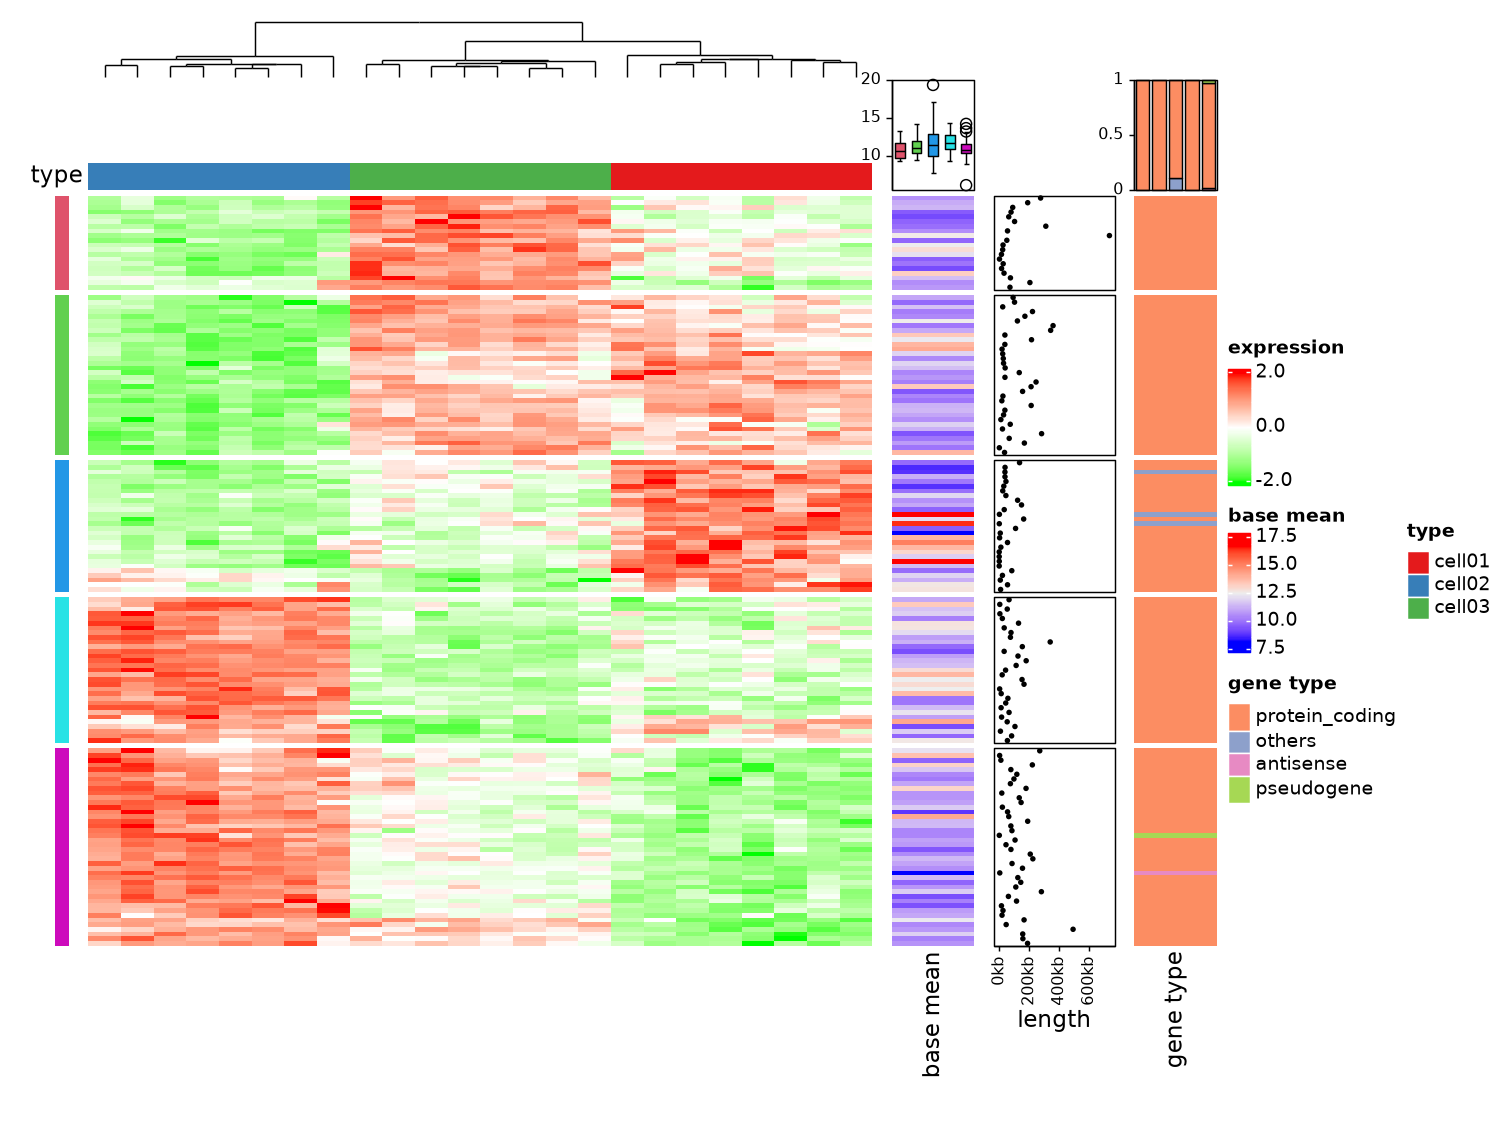 20
15
10
1
0.5
0
type
expression
2.0
0.0
-2.0
base mean
17.5
15.0
12.5
10.0
7.5
gene type
protein_coding
others
antisense
pseudogene
type
cell01
cell02
cell03
0kb
200kb
400kb
600kb
length
base mean
gene type